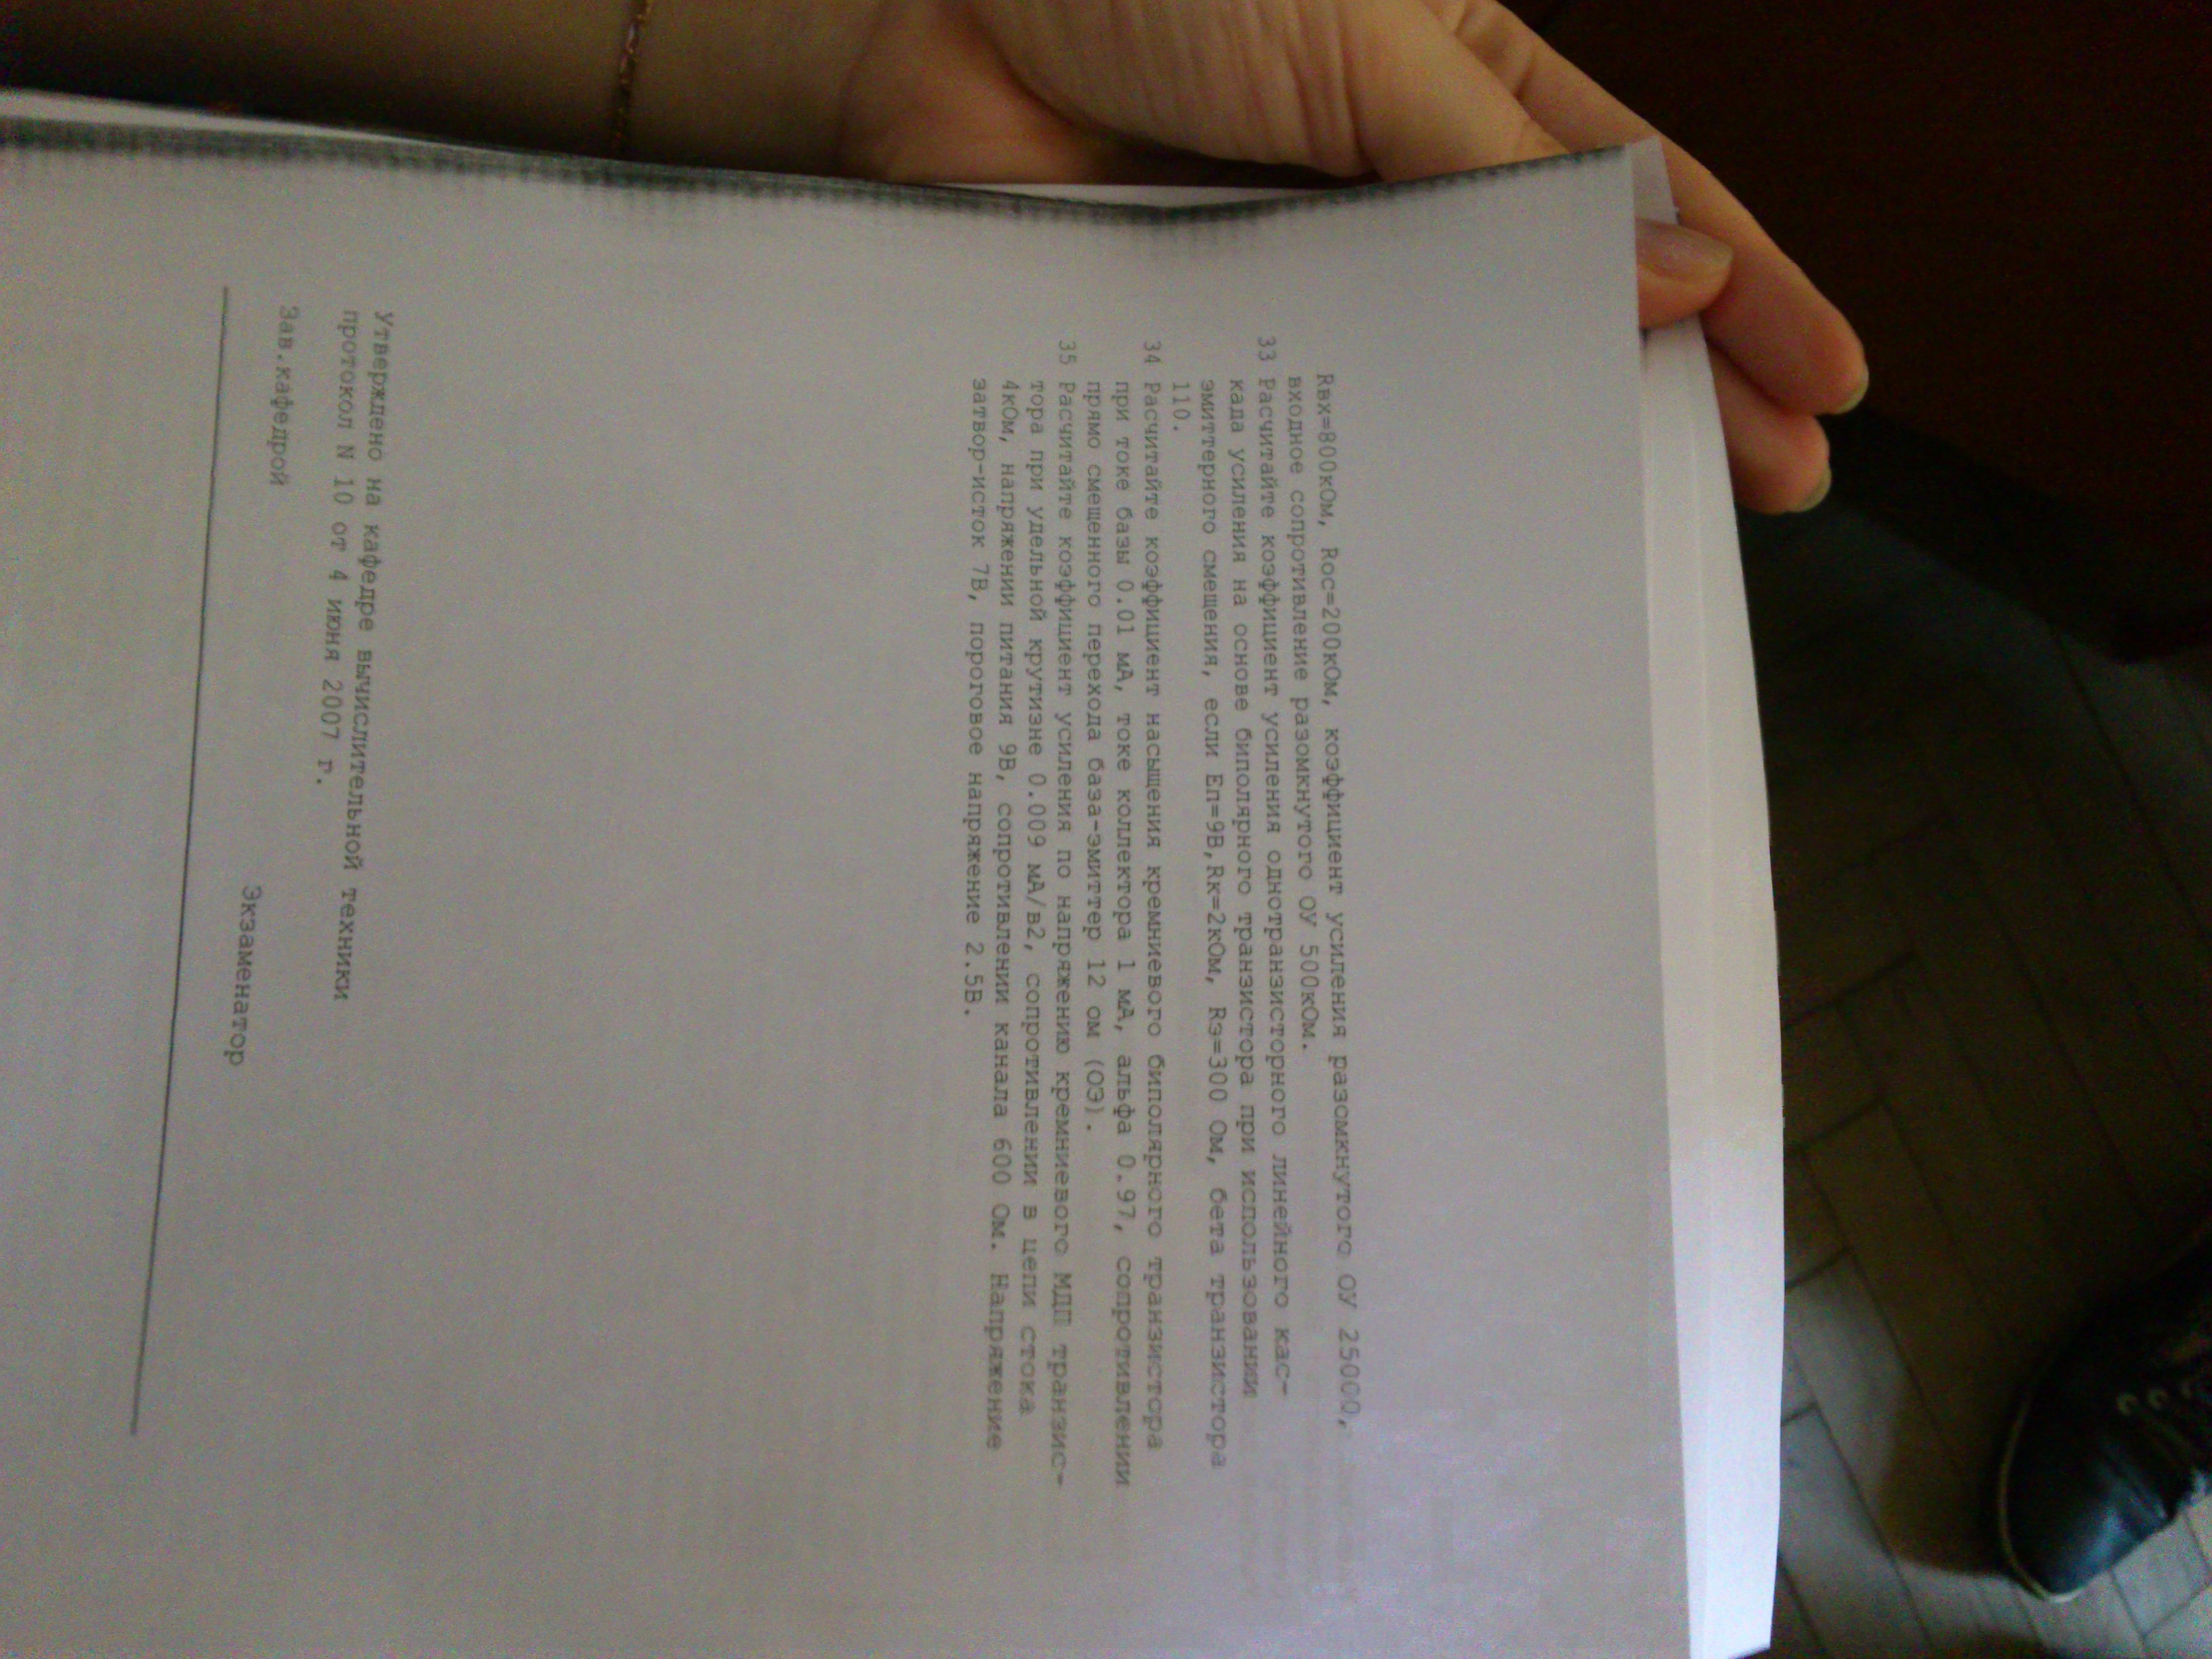 Rвх=800кОм, Rос=200кОм, коэффициент усиления разомкнутого ОУ 25000,
входное сопротивление разомкнутого ОУ 500кОм.
33 Расчитайте коэффициент усиления однотранзисторного линейного кас-
када усиления на основе биполярного транзистора при использовании
эмиттерного смещения, если Eп=9В,Rк=2кОм, Rэ=300 Ом, бета транзистора
110.
34 Расчитайте коэффициент насыщения кремниевого биполярного транзистора
при токе базы 0.01 мА, токе коллектора 1 мА, альфа 0.97, сопротивлении
прямо смещенного перехода база-эмиттер 12 ом (ОЭ).
35 Расчитайте коэффициент усиления по напряжению кремниевого МДП транзис-
тора при удельной крутизне 0.009 мА/в2, сопротивлении в цепи стока
4кОм, напряжении питания 9В, сопротивлении канала 600 Ом. Напряжение
затвор-исток 7В, пороговое напряжение 2.5В.
Утверждено на кафедре вычислительной техники
протокол N 10 от 4 июня 2007 г.
Зав.кафедрой
Экзаменатор